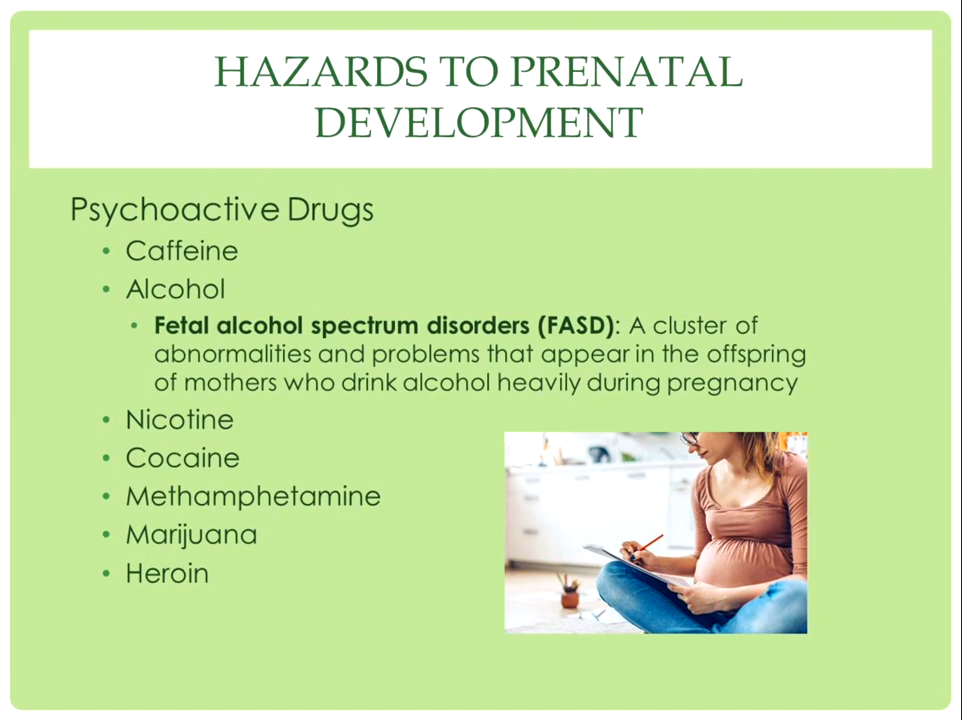 HAZARDS TO PRENATAL
DEVELOPMENT
Psychoactive Drugs
• Caffeine
• Alcohol
• Fetal alcohol spectrum disorders (FASD): A cluster of
abnormalities and problems that appear in the offspring
of mothers who drink alcohol heavily during pregnancy
• Nicotine
• Cocaine
• Methamphetamine
• Marijuana
• Heroin